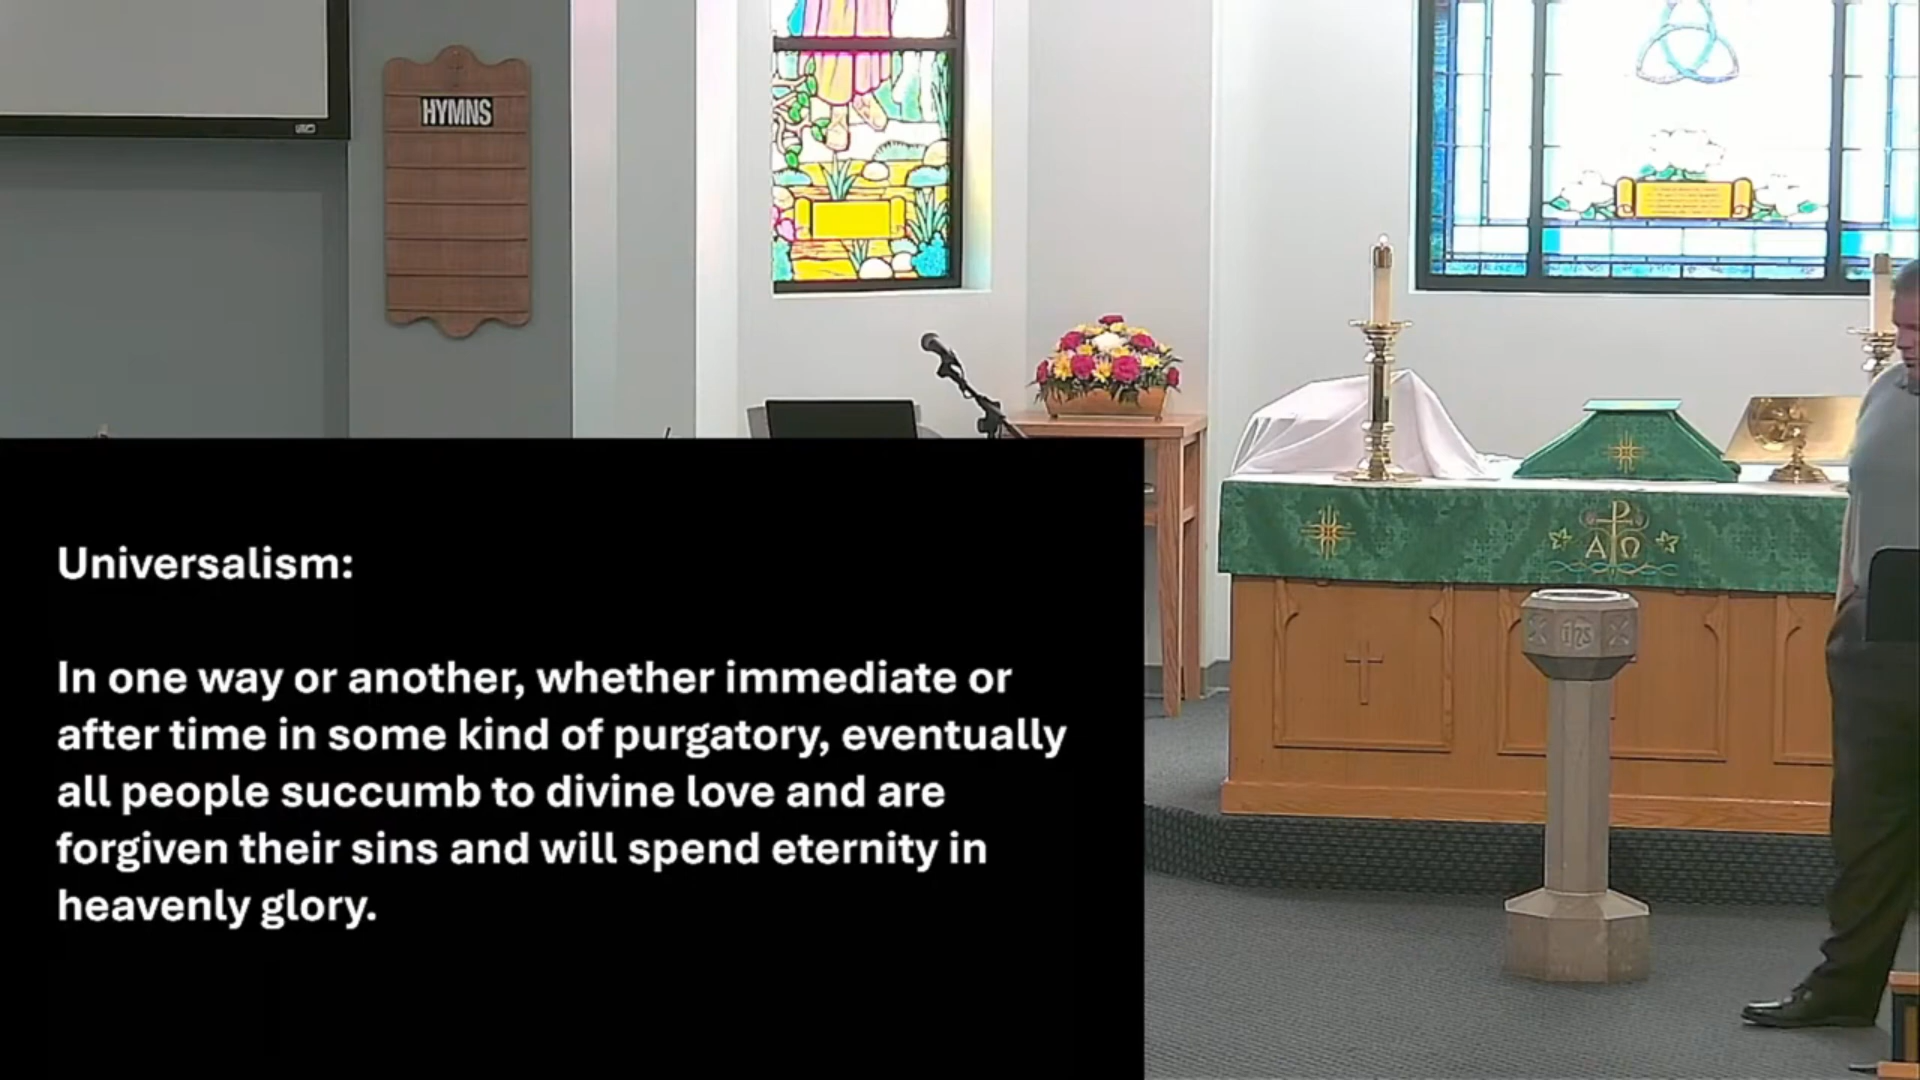 HYMNS
Universalism:
In one way or another, whether immediate or
after time in some kind of purgatory, eventually
all people succumb to divine love and are
forgiven their sins and will spend eternity in
heavenly glory.
Α Ω
IHS